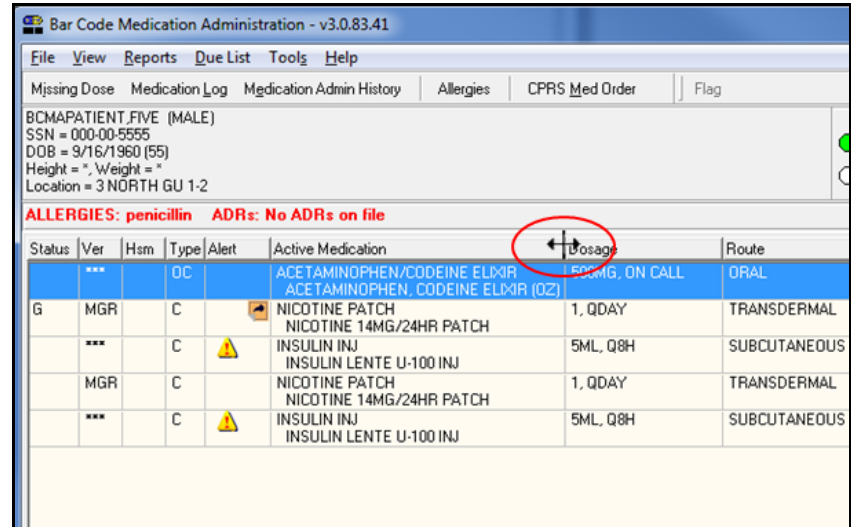 Bar Code Medication Administration - v3.0.83.41
File View Reports Due List Tools Help
Missing Dose Medication Log Medication Admin History Allergies CPRS Med Order Flag
BCMAPATIENT,FIVE (MALE)
SSN = 000-00-5555
DOB = 9/16/1960 (55)
Height = *, Weight = *
Location = 3 NORTH GU 1-2
ALLERGIES: penicillin ADRs: No ADRs on file
Status Ver Hsm Type Alert Active Medication Dosage Route
*** OC ACETAMINOPHEN/CODEINE ELIXIR 500MG, ON CALL ORAL
ACETAMINOPHEN, CODEINE ELIXIR (OZ)
G MGR C NICOTINE PATCH 1, QDAY TRANSDERMAL
NICOTINE 14MG/24HR PATCH
*** C INSULIN INJ 5ML, Q8H SUBCUTANEOUS
INSULIN LENTE U-100 INJ
MGR C NICOTINE PATCH 1, QDAY TRANSDERMAL
NICOTINE 14MG/24HR PATCH
*** C INSULIN INJ 5ML, Q8H SUBCUTANEOUS
INSULIN LENTE U-100 INJ